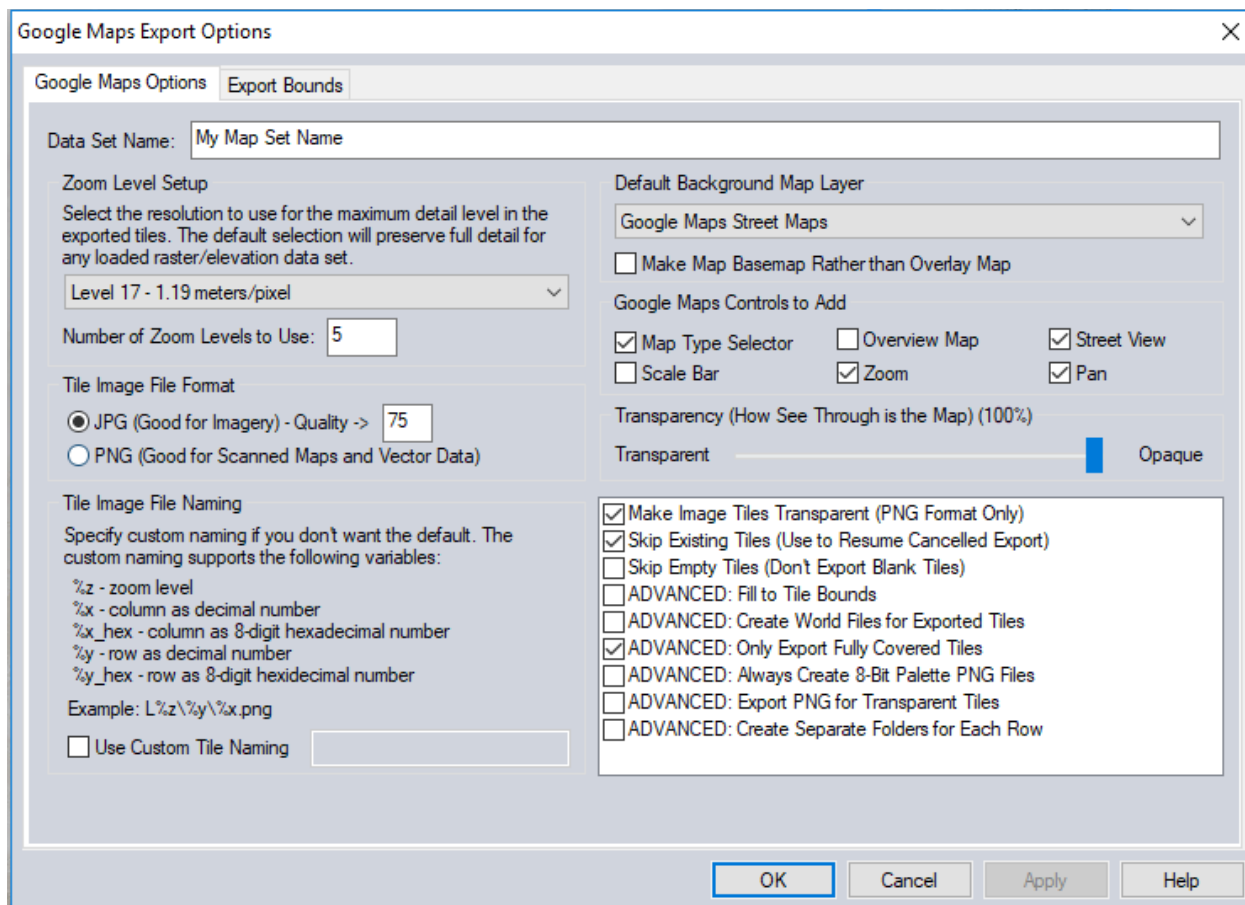 Google Maps Export Options
Google Maps Options
Export Bounds
Data Set Name:
My Map Set Name
Zoom Level Setup
Select the resolution to use for the maximum detail level in the
exported tiles. The default selection will preserve full detail for
any loaded raster/elevation data set.
Level 17 - 1.19 meters/pixel
Number of Zoom Levels to Use:
5
Tile Image File Format
JPG (Good for Imagery) - Quality ->
75
PNG (Good for Scanned Maps and Vector Data)
Tile Image File Naming
Specify custom naming if you don't want the default. The
custom naming supports the following variables:
%z - zoom level
%x - column as decimal number
%x_hex - column as 8-digit hexadecimal number
%y - row as decimal number
%y_hex - row as 8-digit hexidecimal number
Example: L%z\%y\%x.png
Use Custom Tile Naming
Default Background Map Layer
Google Maps Street Maps
Make Map Basemap Rather than Overlay Map
Google Maps Controls to Add
Map Type Selector
Overview Map
Street View
Scale Bar
Zoom
Pan
Transparency (How See Through is the Map) (100%)
Transparent
Opaque
Make Image Tiles Transparent (PNG Format Only)
Skip Existing Tiles (Use to Resume Cancelled Export)
Skip Empty Tiles (Don't Export Blank Tiles)
ADVANCED: Fill to Tile Bounds
ADVANCED: Create World Files for Exported Tiles
ADVANCED: Only Export Fully Covered Tiles
ADVANCED: Always Create 8-Bit Palette PNG Files
ADVANCED: Export PNG for Transparent Tiles
ADVANCED: Create Separate Folders for Each Row
OK
Cancel
Apply
Help